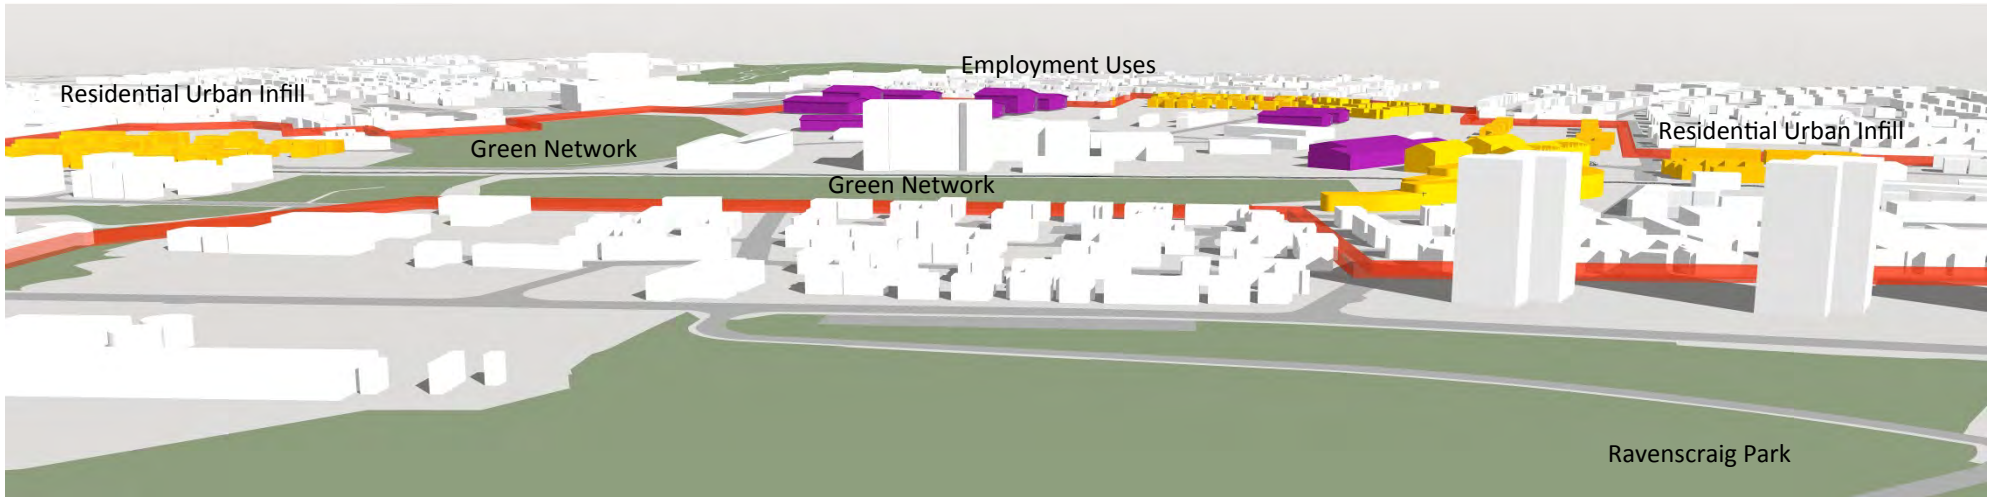 Employment Uses
Residential Urban Infill
Residential Urban Infill
Green Network
Green Network
Ravenscraig Park